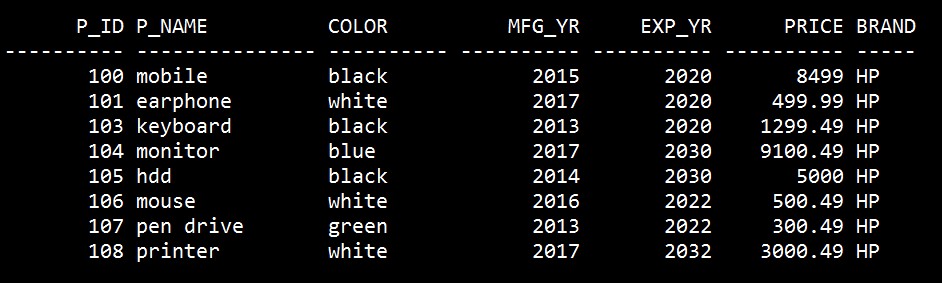 P_ID P_NAME COLOR MFG_YR EXP_YR PRICE BRAND
---------- --------------- ---------- ---------- ---------- ---------- -----
100 mobile black 2015 2020 8499 HP
101 earphone white 2017 2020 499.99 HP
103 keyboard black 2013 2020 1299.49 HP
104 monitor blue 2017 2030 9100.49 HP
105 hdd black 2014 2030 5000 HP
106 mouse white 2016 2022 500.49 HP
107 pen drive green 2013 2022 300.49 HP
108 printer white 2017 2032 3000.49 HP